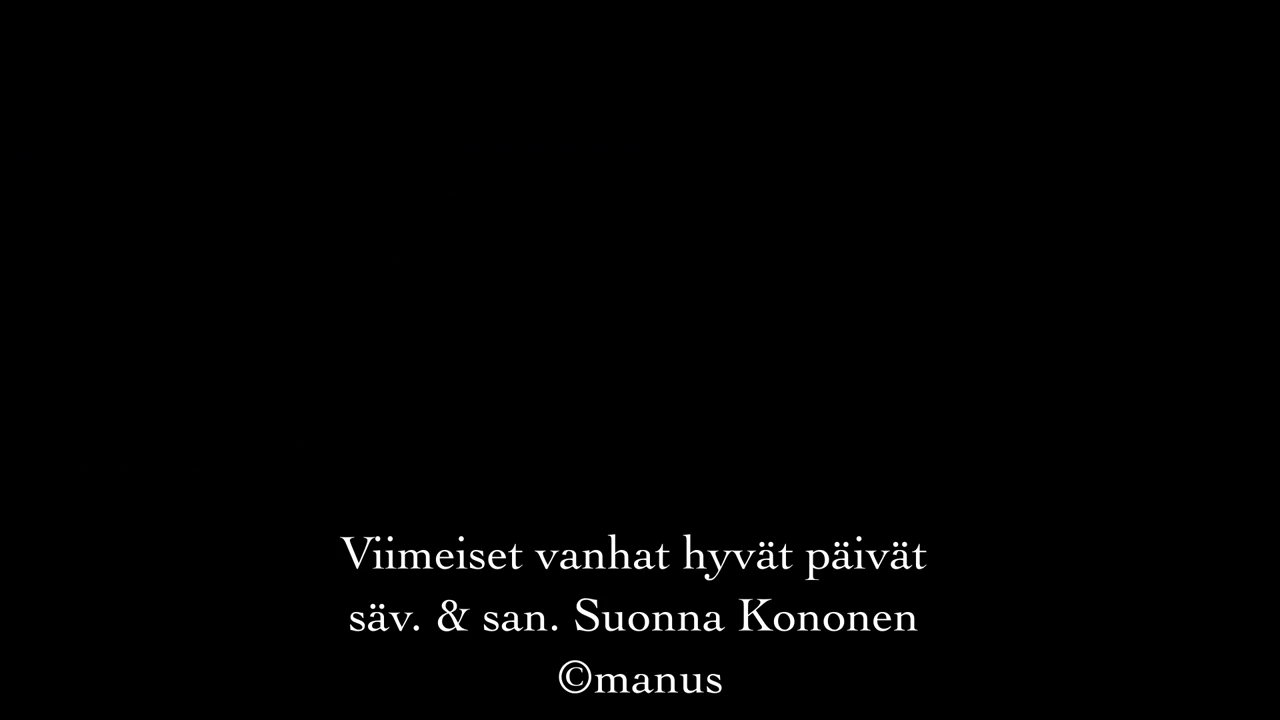 Viimeiset vanhat hyvät päivät
säv. & san. Suonna Kononen
©manus